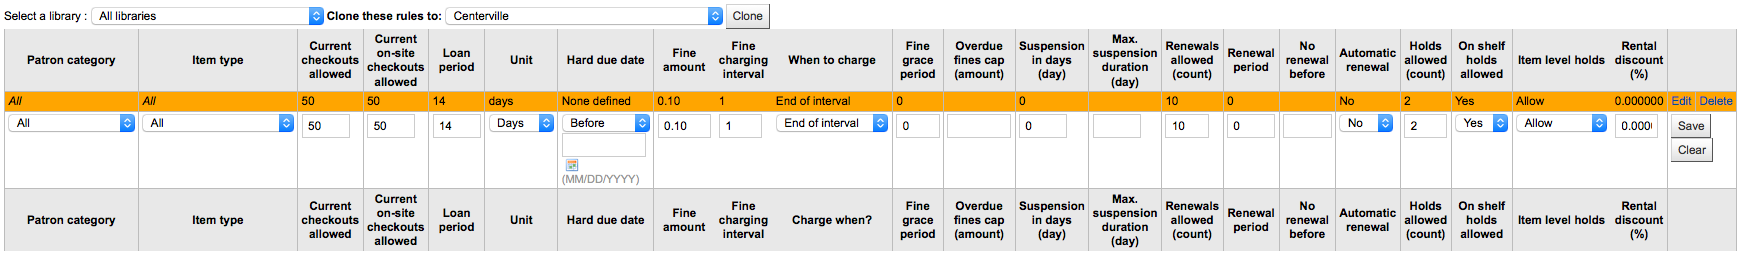 Select a library : All libraries Clone these rules to: Centerville Clone
Patron category Item type Current checkouts allowed Current on-site checkouts allowed Loan period Unit Hard due date Fine amount Fine charging interval When to charge Fine grace period Overdue fines cap (amount) Suspension in days (day) Max. suspension duration (day) Renewals allowed (count) Renewal period No renewal before Automatic renewal Holds allowed (count) On shelf holds allowed Item level holds Rental discount (%)
All All 50 50 14 days None defined 0.10 1 End of interval 0 0 10 0 No 2 Yes Allow 0.000000 Edit Delete
All All 50 50 14 Days Before 0.10 1 End of interval 0 0 10 0 No 2 Yes Allow 0.000 Save
Clear
(MM/DD/YYYY)
Patron category Item type Current checkouts allowed Current on-site checkouts allowed Loan period Unit Hard due date Fine amount Fine charging interval Charge when? Fine grace period Overdue fines cap (amount) Suspension in days (day) Max. suspension duration (day) Renewals allowed (count) Renewal period No renewal before Automatic renewal Holds allowed (count) On shelf holds allowed Item level holds Rental discount (%)